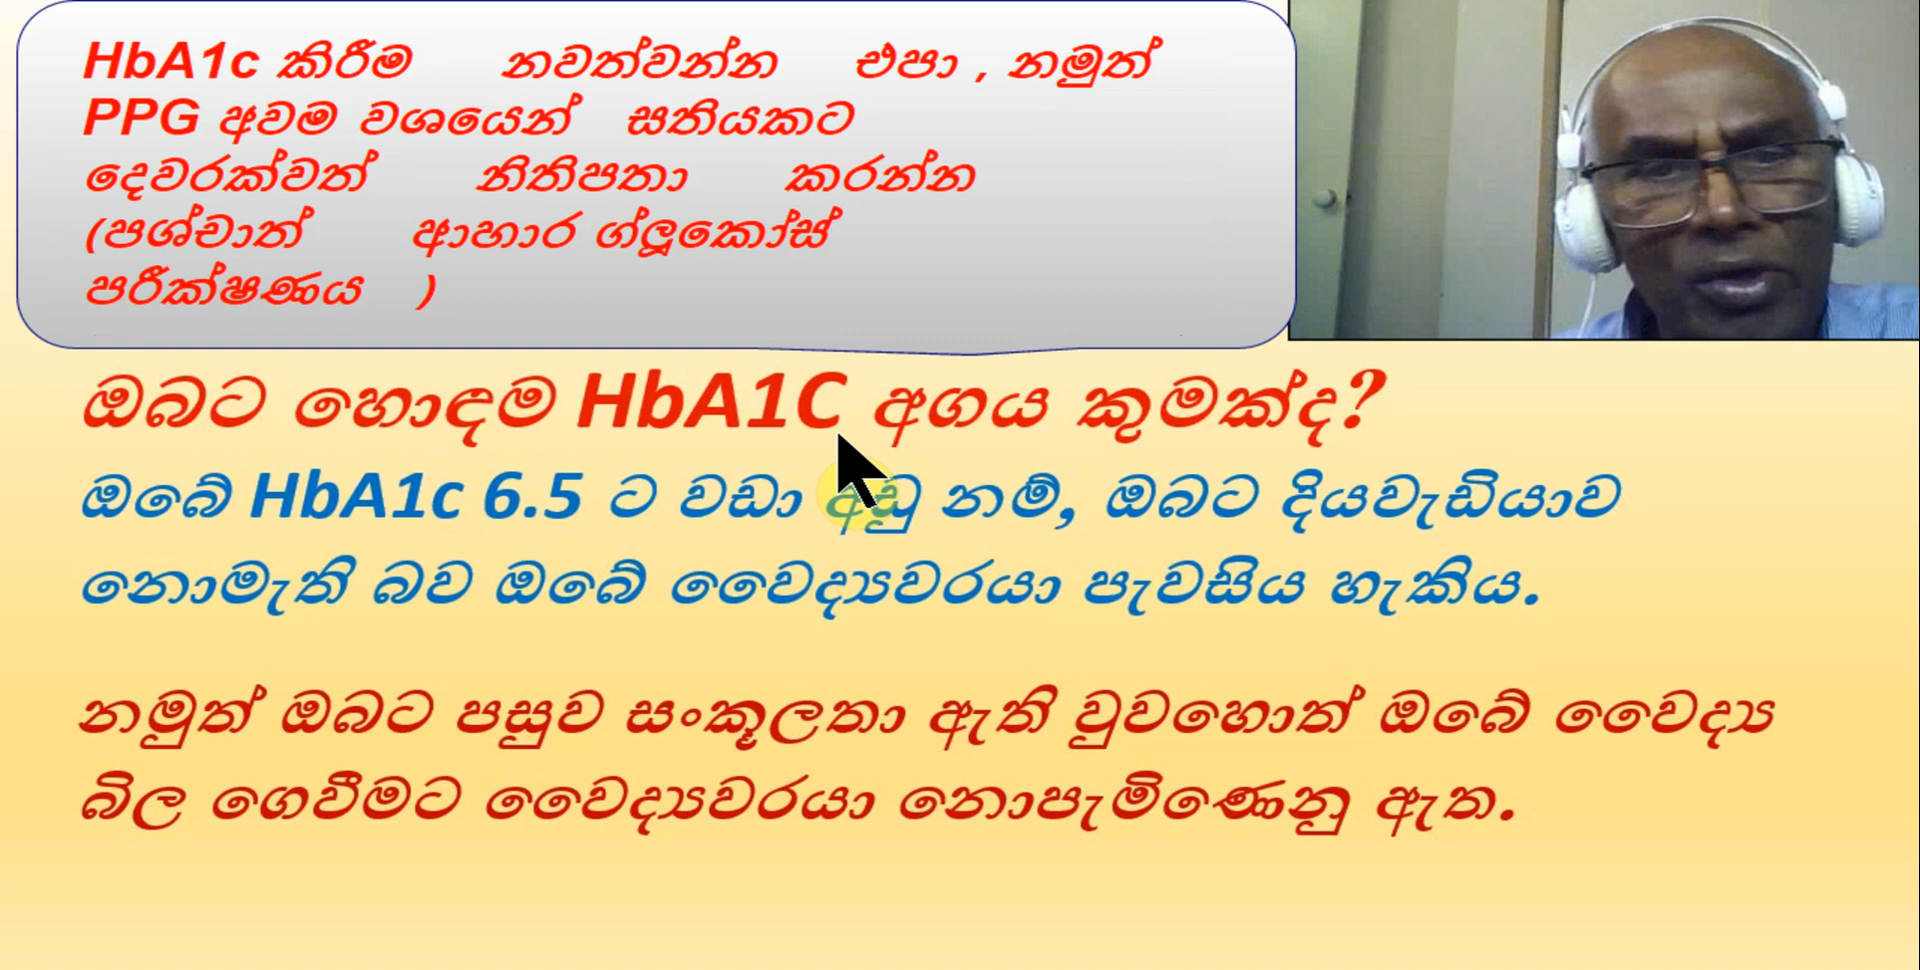 HbA1c කිරීම නවත්වන්න එපා , නමුත්
PPG අවම වශයෙන් සතියකට
දෙවරක්වත් නිතිපතා කරන්න
(පශ්චාත් ආහාර ග්ලූකෝස්
පරීක්ෂණය )
ඔබට හොඳම HbA1C අගය කුමක්ද?
ඔබේ HbA1c 6.5 ට වඩා අඩු නම්, ඔබට දියවැඩියාව
නොමැති බව ඔබේ වෛද්‍යවරයා පැවසිය හැකිය.
නමුත් ඔබට පසුව සංකූලතා ඇති වුවහොත් ඔබේ වෛද්‍ය
බිල ගෙවීමට වෛද්‍යවරයා නොපැමිණෙනු ඇත.